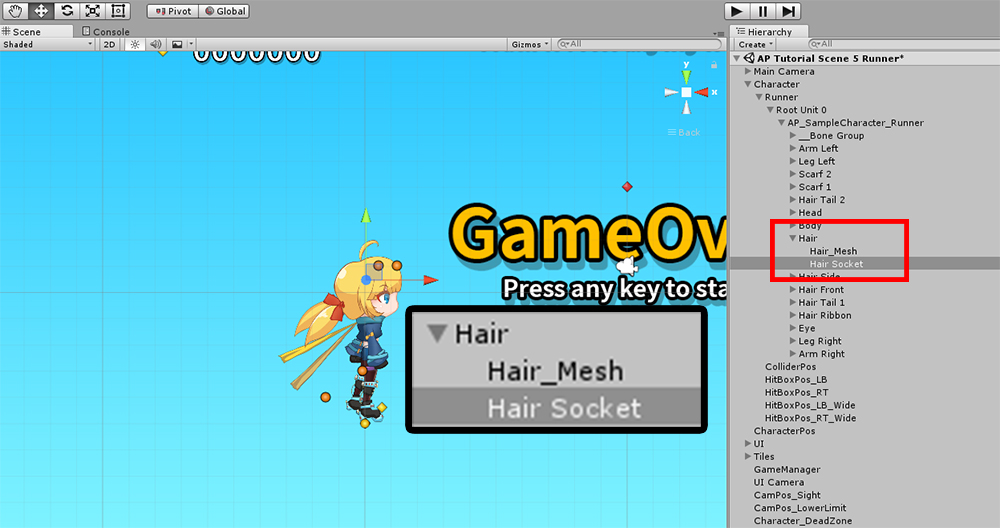 Pivot Global
Scene Console
Shaded 2D Gizmos All
0000000
y
x
Back
GameOv
Press any key to sta
Hair
Hair_Mesh
Hair Socket
Hierarchy
Create All
AP Tutorial Scene 5 Runner*
Main Camera
Character
Runner
Root Unit 0
AP_SampleCharacter_Runner
__Bone Group
Arm Left
Leg Left
Scarf 2
Scarf 1
Hair Tail 2
Head
Body
Hair
Hair_Mesh
Hair Socket
Hair Side
Hair Front
Hair Tail 1
Hair Ribbon
Eye
Leg Right
Arm Right
ColliderPos
HitBoxPos_LB
HitBoxPos_RT
HitBoxPos_LB_Wide
HitBoxPos_RT_Wide
CharacterPos
UI
Tiles
GameManager
UI Camera
CamPos_Sight
CamPos_LowerLimit
Character_DeadZone